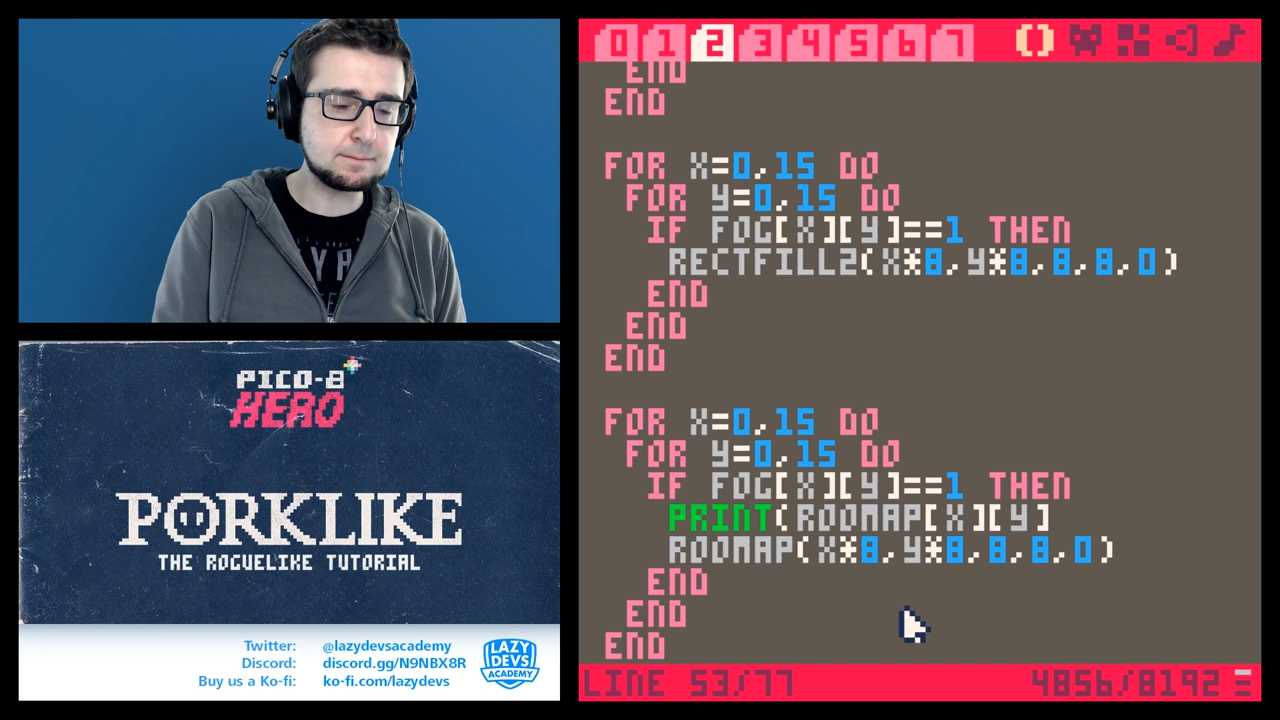 0 1 2 3 4 5 6 7 ()
END
END
FOR X=0,15 DO
FOR Y=0,15 DO
IF FOG[X][Y]==1 THEN
RECTFILL2(X*8,Y*8,8,8,0)
END
END
END
FOR X=0,15 DO
FOR Y=0,15 DO
IF FOG[X][Y]==1 THEN
PRINT(ROOMAP[X][Y]
ROOMAP(X*8,Y*8,8,8,0)
END
END
END
LINE 53/77 4856/8192
PICO-8
HERO
PORKLIKE
THE ROGUELIKE TUTORIAL
Twitter: @lazydevsacademy
Discord: discord.gg/N9NBX8R
Buy us a Ko-fi: ko-fi.com/lazydevs
LAZY
DEVS
ACADEMY